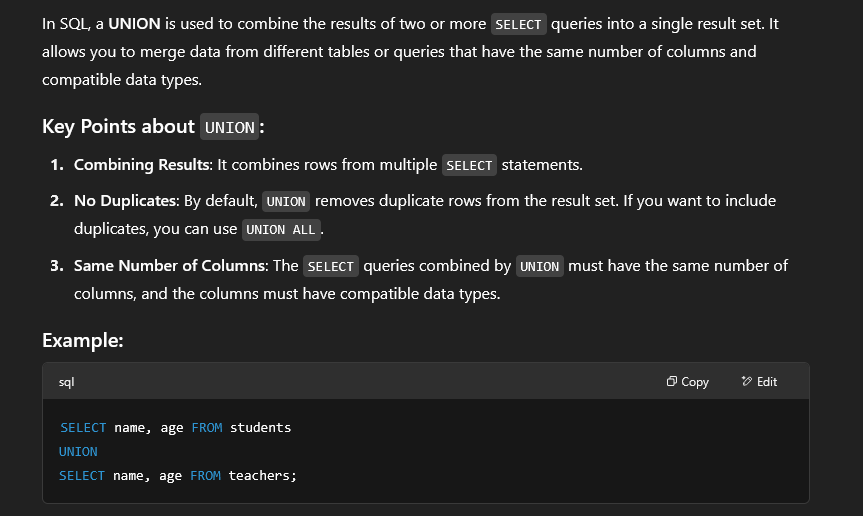 In SQL, a UNION is used to combine the results of two or more SELECT queries into a single result set. It
allows you to merge data from different tables or queries that have the same number of columns and
compatible data types.
Key Points about UNION:
1. Combining Results: It combines rows from multiple SELECT statements.
2. No Duplicates: By default, UNION removes duplicate rows from the result set. If you want to include
duplicates, you can use UNION ALL.
3. Same Number of Columns: The SELECT queries combined by UNION must have the same number of
columns, and the columns must have compatible data types.
Example:
sql Copy Edit
SELECT name, age FROM students
UNION
SELECT name, age FROM teachers;